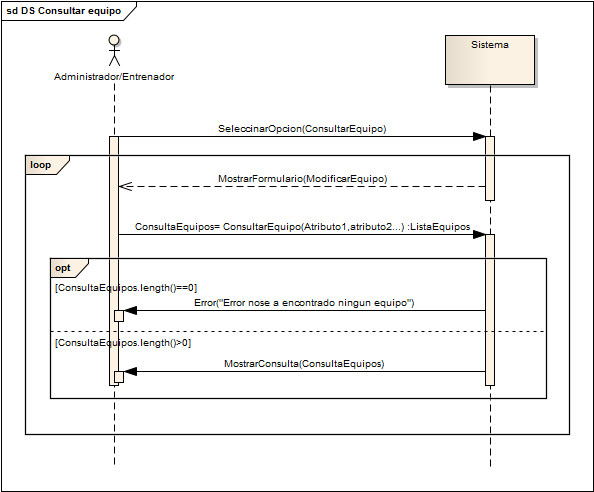 sd DS Consultar equipo
Administrador/Entrenador
Sistema
SeleccinarOpcion(ConsultarEquipo)
loop
MostrarFormulario(ModificarEquipo)
ConsultaEquipos= ConsultarEquipo(Atributo1,atributo2...) :ListaEquipos
opt
[ConsultaEquipos.length()==0]
Error("Error nose a encontrado ningun equipo")
[ConsultaEquipos.length()>0]
MostrarConsulta(ConsultaEquipos)